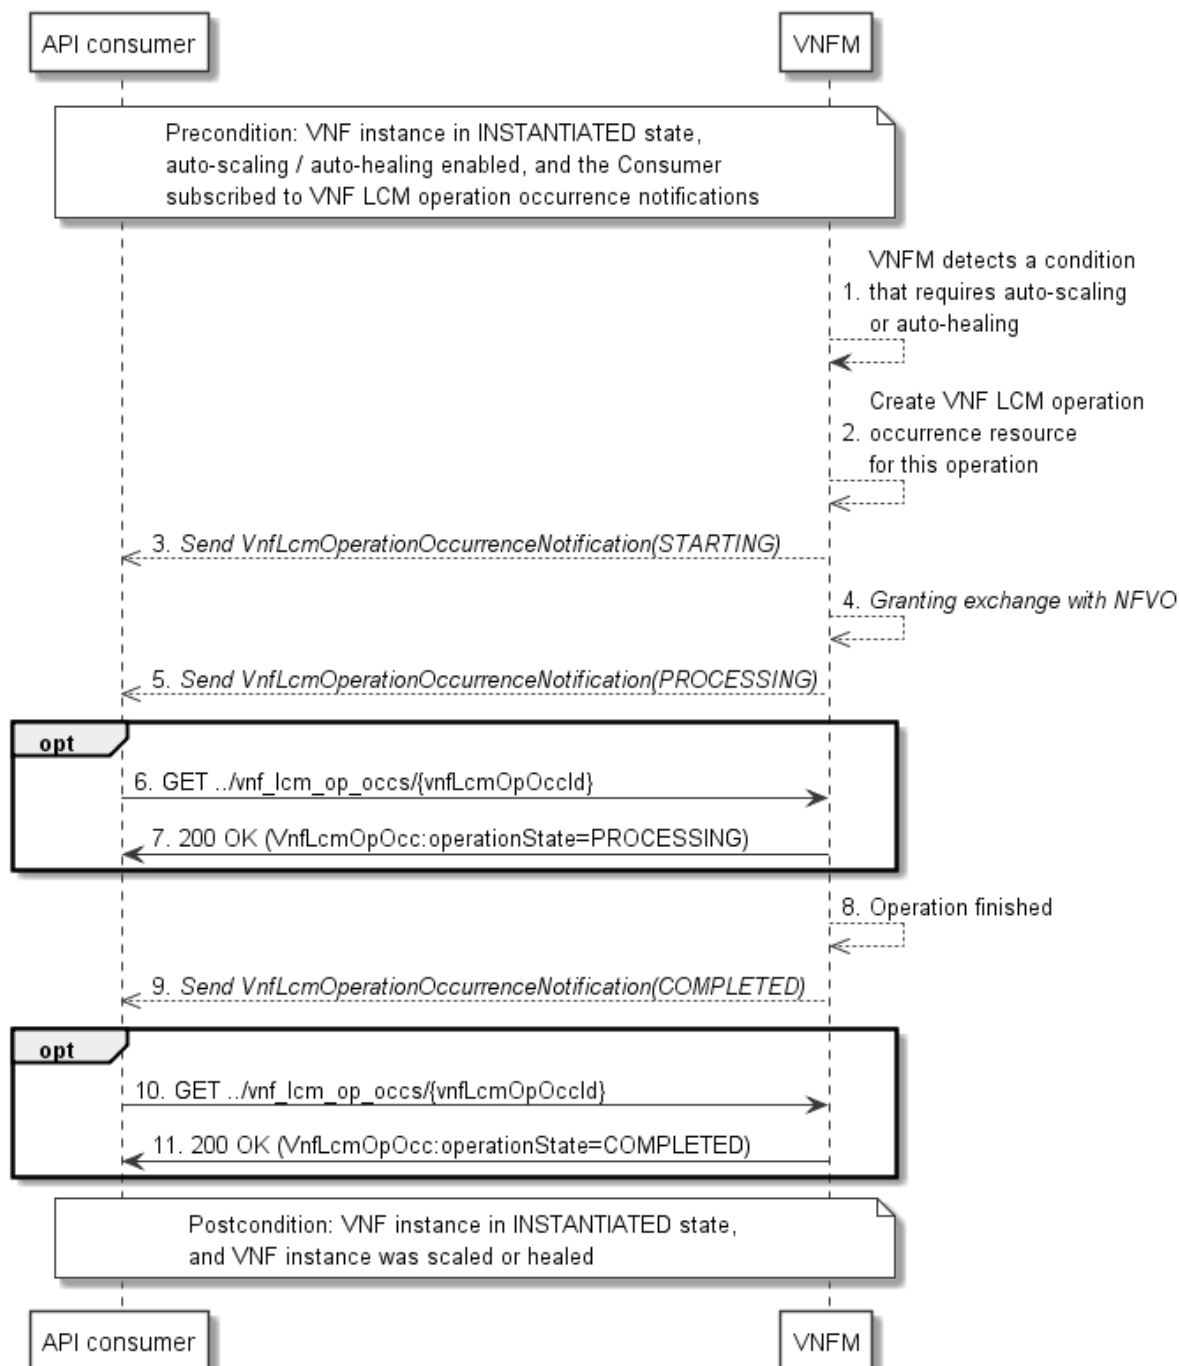 API consumer
VNFM
Precondition: VNF instance in INSTANTIATED state,
auto-scaling / auto-healing enabled, and the Consumer
subscribed to VNF LCM operation occurrence notifications
VNFM detects a condition
1. that requires auto-scaling
or auto-healing
Create VNF LCM operation
2. occurrence resource
for this operation
3. Send VnfLcmOperationOccurrenceNotification(STARTING)
4. Granting exchange with NFVO
5. Send VnfLcmOperationOccurrenceNotification(PROCESSING)
opt
6. GET ../vnf_lcm_op_occs/{vnfLcmOpOccId}
7. 200 OK (VnfLcmOpOcc:operationState=PROCESSING)
8. Operation finished
9. Send VnfLcmOperationOccurrenceNotification(COMPLETED)
opt
10. GET ../vnf_lcm_op_occs/{vnfLcmOpOccId}
11. 200 OK (VnfLcmOpOcc:operationState=COMPLETED)
Postcondition: VNF instance in INSTANTIATED state,
and VNF instance was scaled or healed
API consumer
VNFM